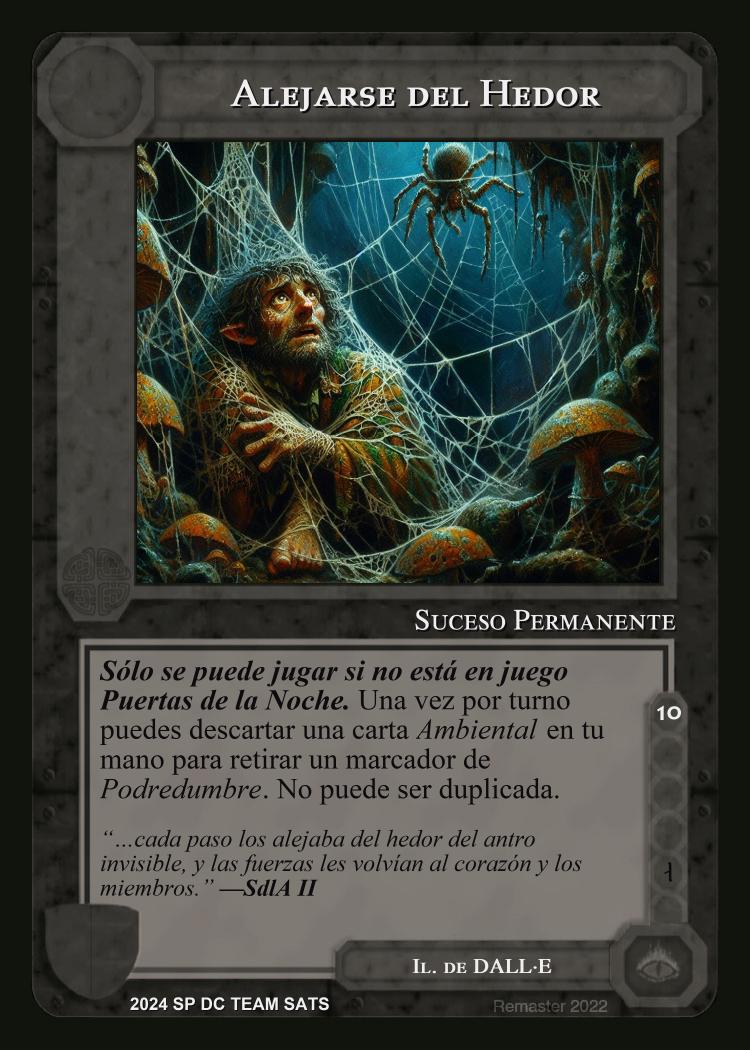 Alejarse del Hedor
Suceso Permanente
Sólo se puede jugar si no está en juego
Puertas de la Noche. Una vez por turno
puedes descartar una carta Ambiental en tu
mano para retirar un marcador de
Podredumbre. No puede ser duplicada.
10
“...cada paso los alejaba del hedor del antro
invisible, y las fuerzas les volvían al corazón y los
miembros.” —SdlA II
Il. de DALL·E
2024 SP DC TEAM SATS
Remaster 2022